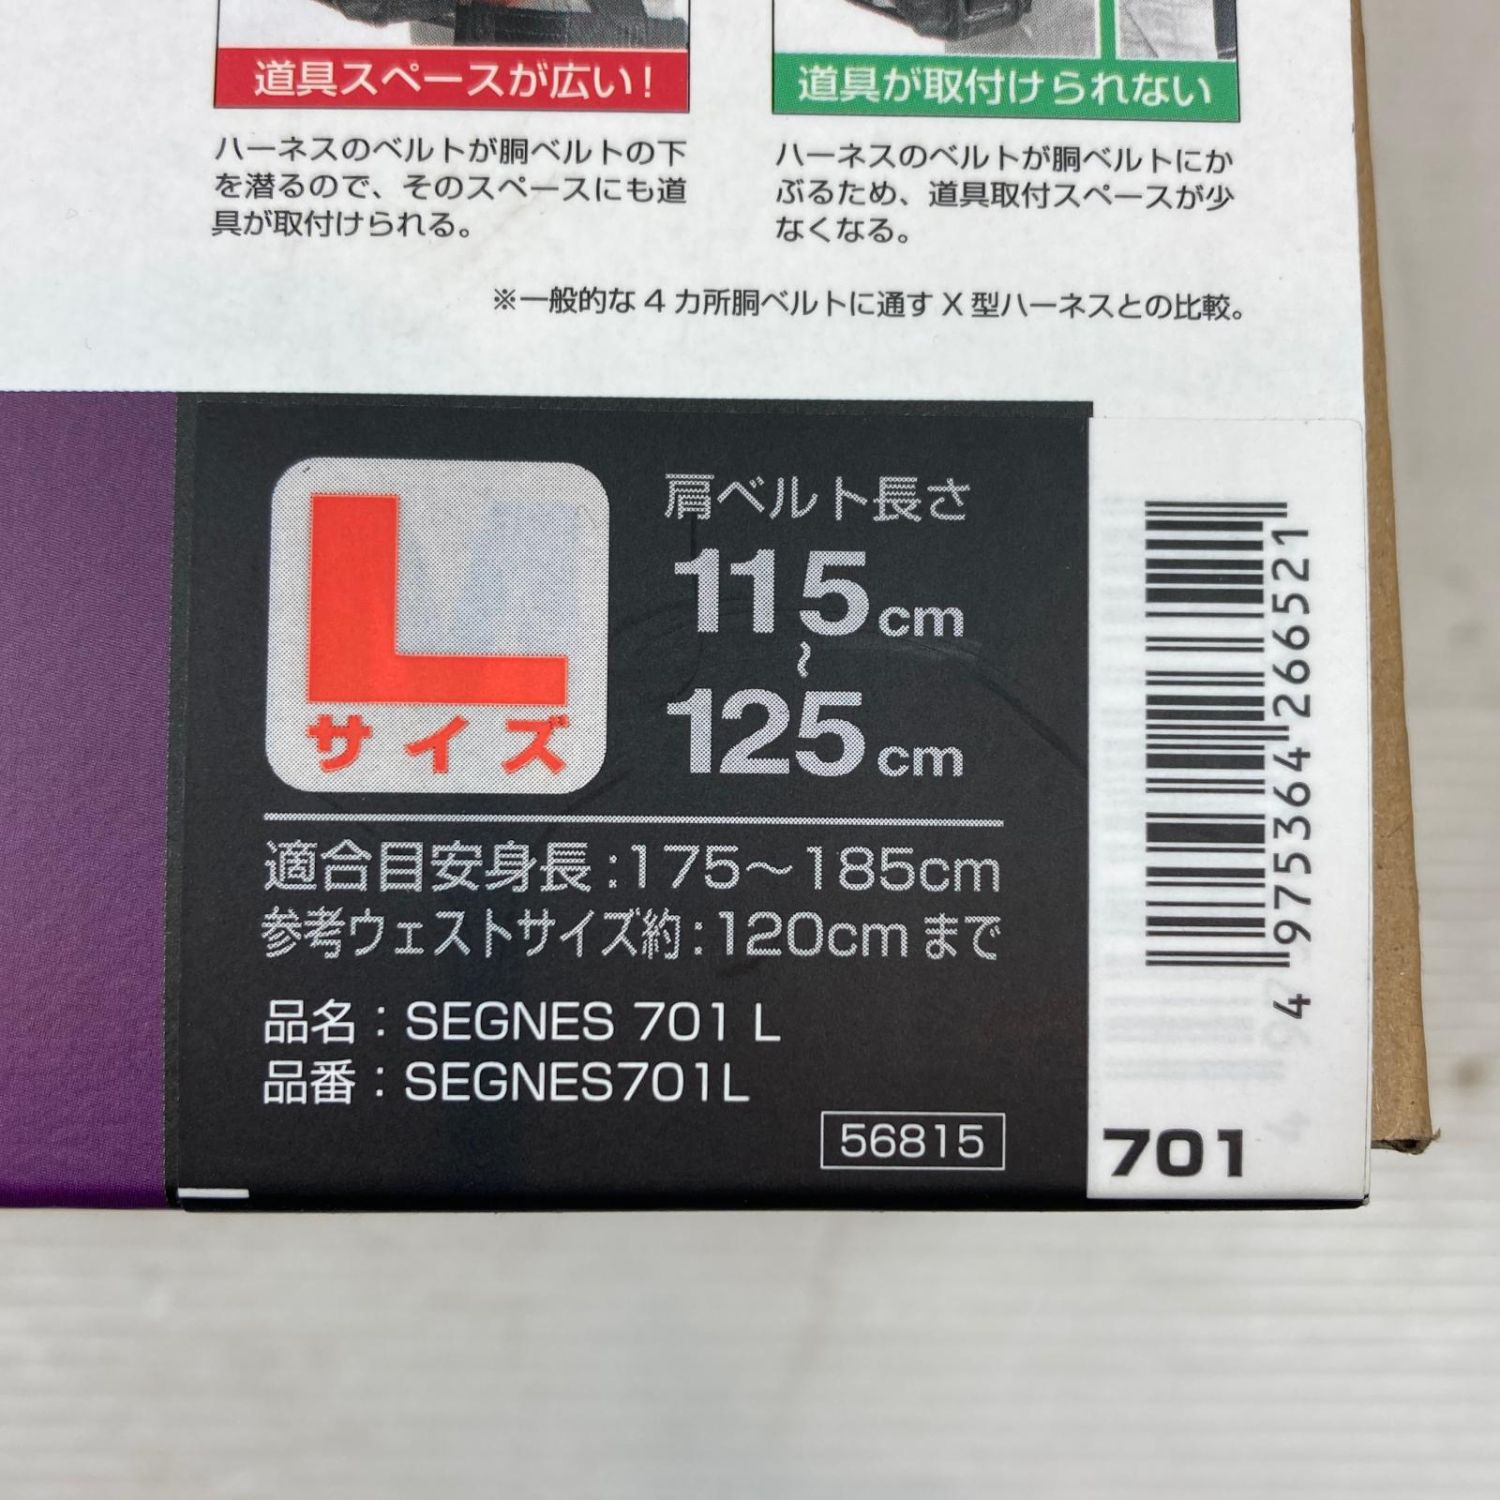 道具スペースが広い!
ハーネスのベルトが胴ベルトの下
を潜るので、そのスペースにも道
具が取付けられる。
道具が取付けられない
ハーネスのベルトが胴ベルトにか
ぶるため、道具取付スペースが少
なくなる。
※一般的な4カ所胴ベルトに通すX型ハーネスとの比較。
L
サイズ
肩ベルト長さ
115cm
～
125cm
適合目安身長:175～185cm
参考ウェストサイズ約:120cmまで
品名：SEGNES 701 L
品番：SEGNES701L
56815
4975364266521
701